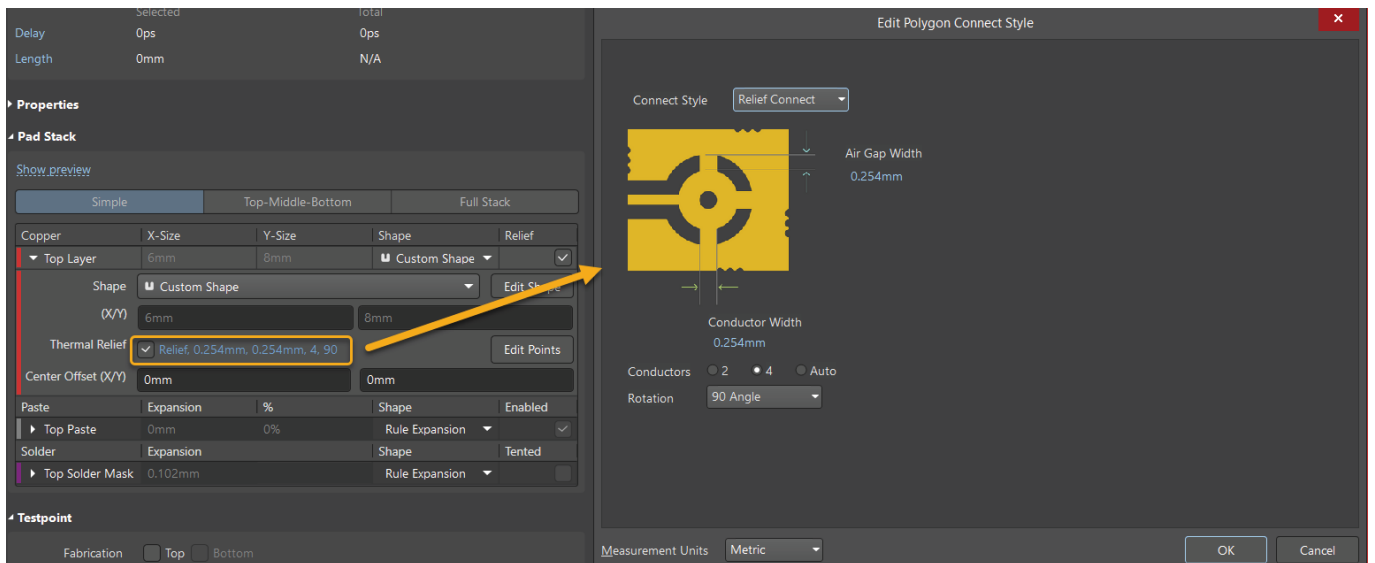 Selected Total
Delay 0ps 0ps
Length 0mm N/A
Properties
Pad Stack
Show preview
Simple Top-Middle-Bottom Full Stack
Copper X-Size Y-Size Shape Relief
Top Layer 6mm 8mm Custom Shape
Shape Custom Shape Edit Shape
(X/Y) 6mm 8mm
Thermal Relief Relief, 0.254mm, 0.254mm, 4, 90 Edit Points
Center Offset (X/Y) 0mm 0mm
Paste Expansion % Shape Enabled
Top Paste 0mm 0% Rule Expansion
Solder Expansion Shape Tented
Top Solder Mask 0.102mm Rule Expansion
Testpoint
Fabrication Top Bottom
Edit Polygon Connect Style
Connect Style Relief Connect
Air Gap Width
0.254mm
Conductor Width
0.254mm
Conductors 2 4 Auto
Rotation 90 Angle
Measurement Units Metric OK Cancel